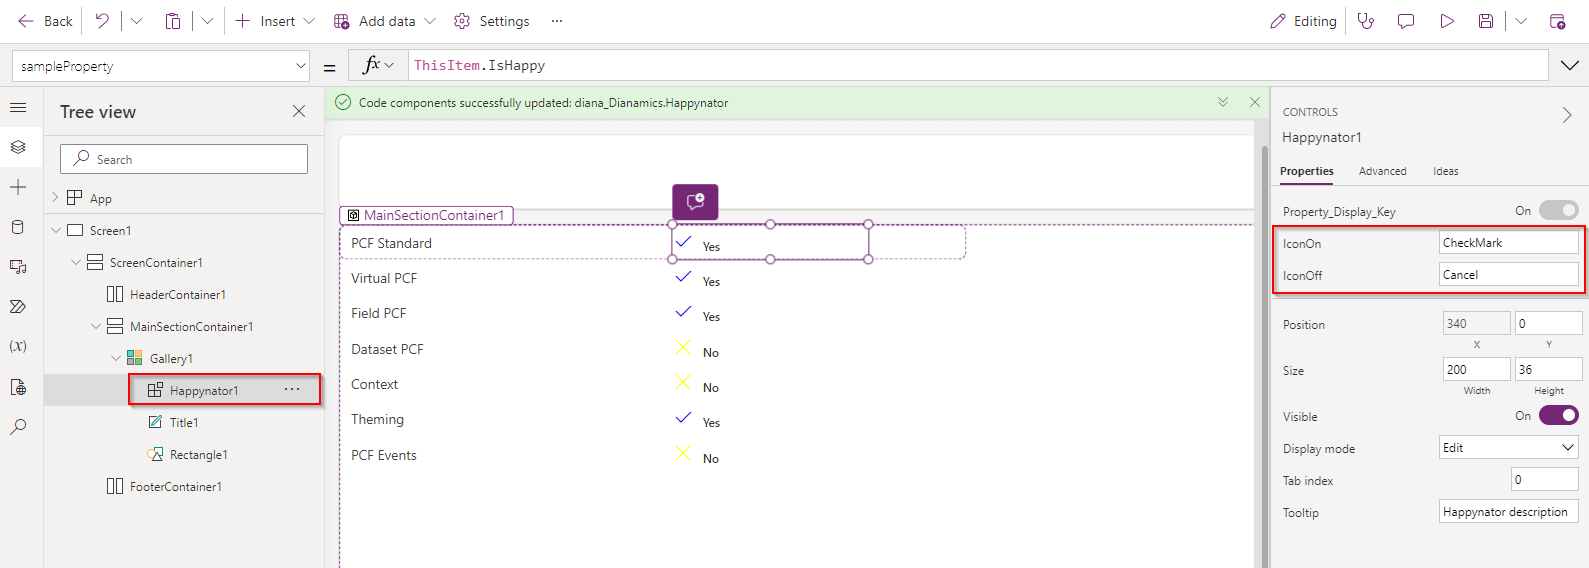 Back
Insert
Add data
Settings
Editing
sampleProperty
=
fx
ThisItem.IsHappy
Tree view
Search
App
Screen1
ScreenContainer1
HeaderContainer1
MainSectionContainer1
Gallery1
Happynator1
Title1
Rectangle1
FooterContainer1
(x)
Code components successfully updated: diana_Dianamics.Happynator
MainSectionContainer1
PCF Standard Yes
Virtual PCF Yes
Field PCF Yes
Dataset PCF No
Context No
Theming Yes
PCF Events No
CONTROLS
Happynator1
Properties Advanced Ideas
Property_Display_Key On
IconOn CheckMark
IconOff Cancel
Position 340 0
X Y
Size 200 36
Width Height
Visible On
Display mode Edit
Tab index 0
Tooltip Happynator description